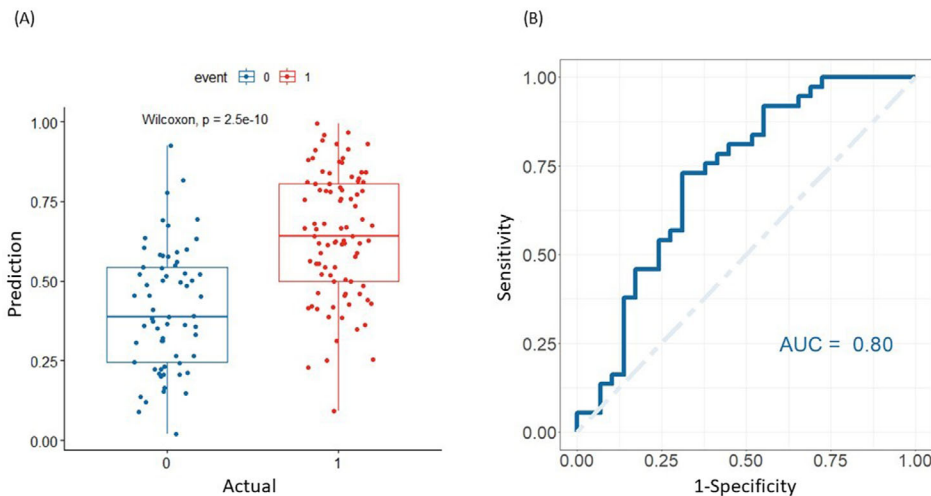 (A)
event 0 1
Wilcoxon, p = 2.5e-10
1.00
0.75
0.50
0.25
0.00
Prediction
0 1
Actual
(B)
1.00
0.75
0.50
0.25
0.00
Sensitivity
AUC = 0.80
0.00 0.25 0.50 0.75 1.00
1-Specificity